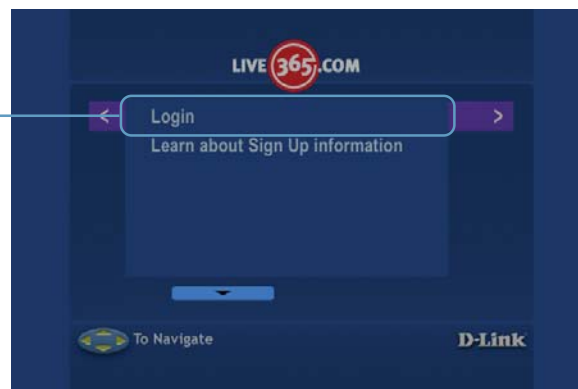 LIVE 365.COM
< Login >
Learn about Sign Up information
To Navigate
D-Link